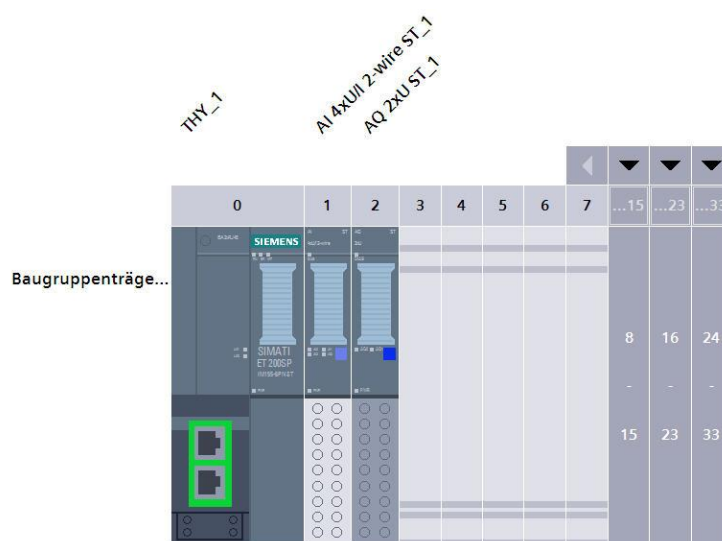 THY_1
AI 4xU/I 2-wire ST_1
AQ 2xU ST_1
0 1 2 3 4 5 6 7 ...15 ...23 ...33
SIEMENS
Baugruppenträge...
8 16 24
- - -
SIMATI
ET 200SP
15 23 33